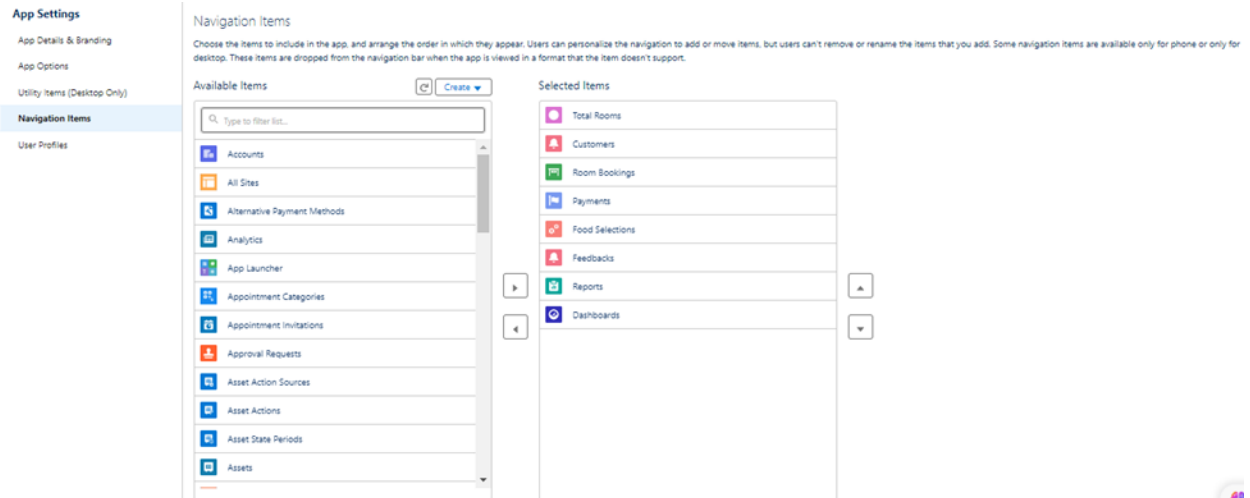 App Settings
App Details & Branding
App Options
Utility Items (Desktop Only)
Navigation Items
User Profiles
Navigation Items
Choose the items to include in the app, and arrange the order in which they appear. Users can personalize the navigation to add or move items, but users can't remove or rename the items that you add. Some navigation items are available only for phone or only for
desktop. These items are dropped from the navigation bar when the app is viewed in a format that the item doesn't support.
Available Items
Create
Type to filter list...
Accounts
All Sites
Alternative Payment Methods
Analytics
App Launcher
Appointment Categories
Appointment Invitations
Approval Requests
Asset Action Sources
Asset Actions
Asset State Periods
Assets
Selected Items
Total Rooms
Customers
Room Bookings
Payments
Food Selections
Feedbacks
Reports
Dashboards